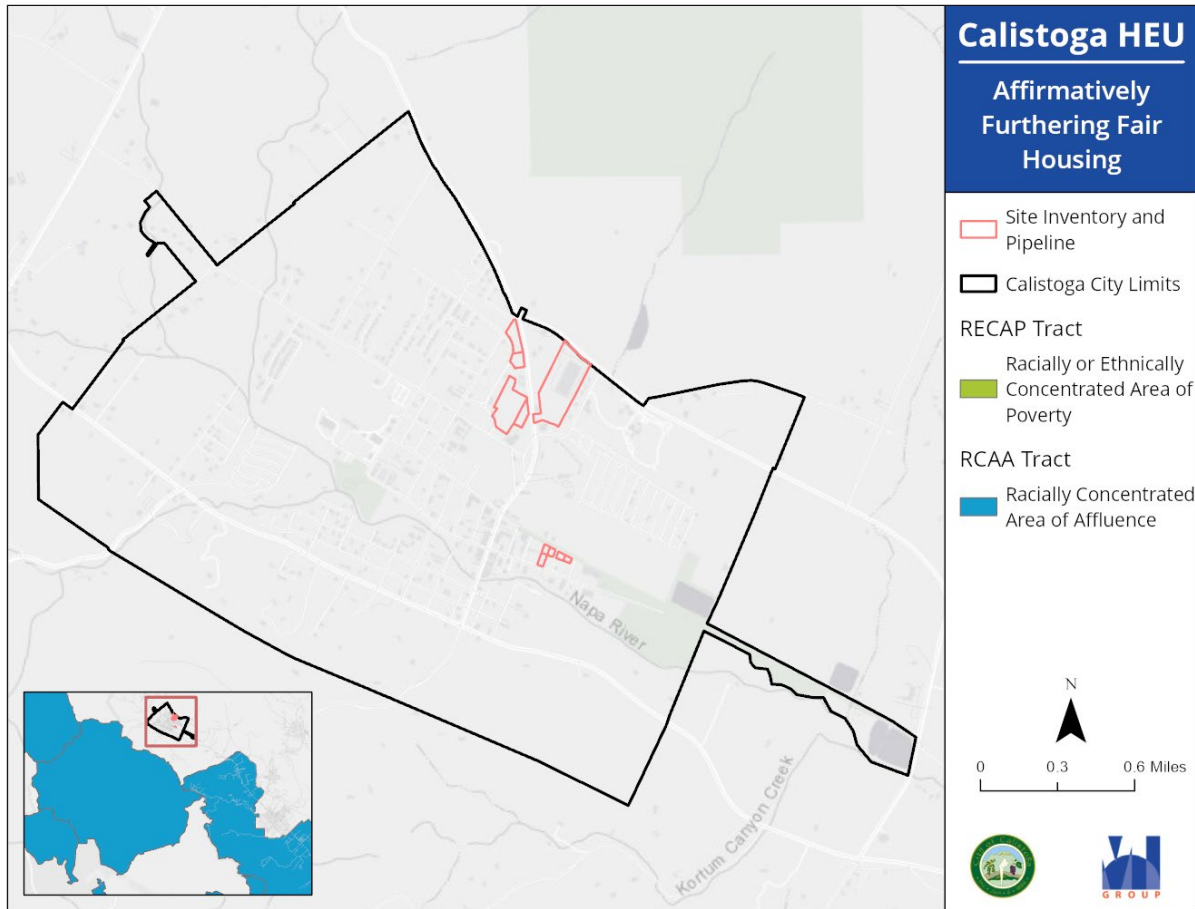 Calistoga HEU
Affirmatively
Furthering Fair
Housing
Site Inventory and
Pipeline
Calistoga City Limits
RECAP Tract
Racially or Ethnically
Concentrated Area of
Poverty
RCAA Tract
Racially Concentrated
Area of Affluence
Napa River
Kortum Canyon Creek
N
0 0.3 0.6 Miles
GROUP